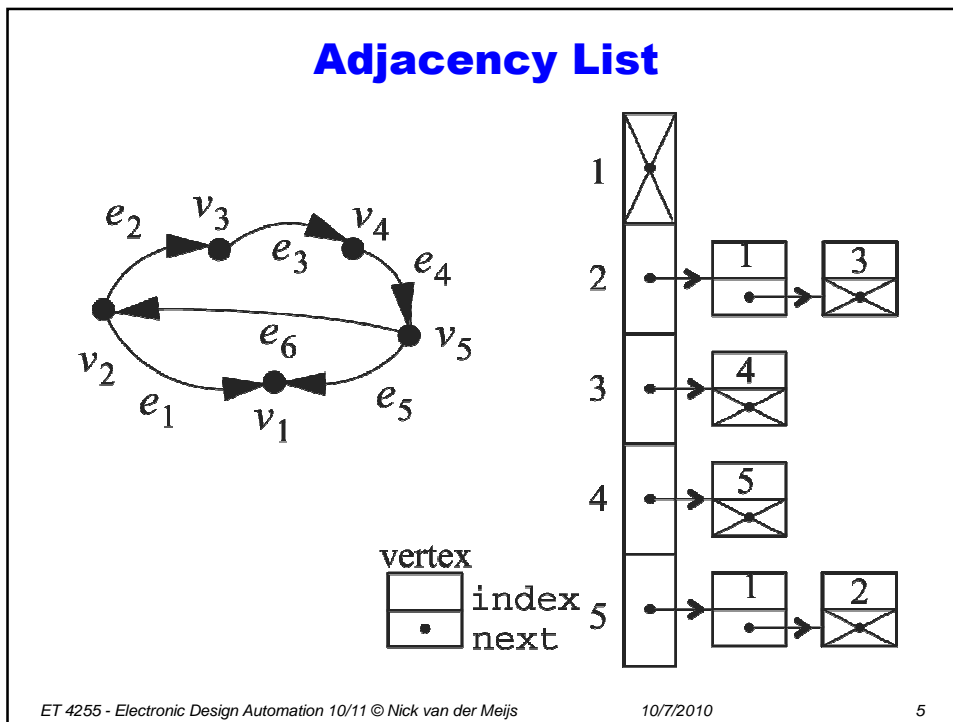 Adjacency List
e2
v3
v4
e3
e4
e6
v2
v5
e1
v1
e5
1
2
1
3
3
4
4
5
5
1
2
vertex
index
next
ET 4255 - Electronic Design Automation 10/11 © Nick van der Meijs 10/7/2010 5